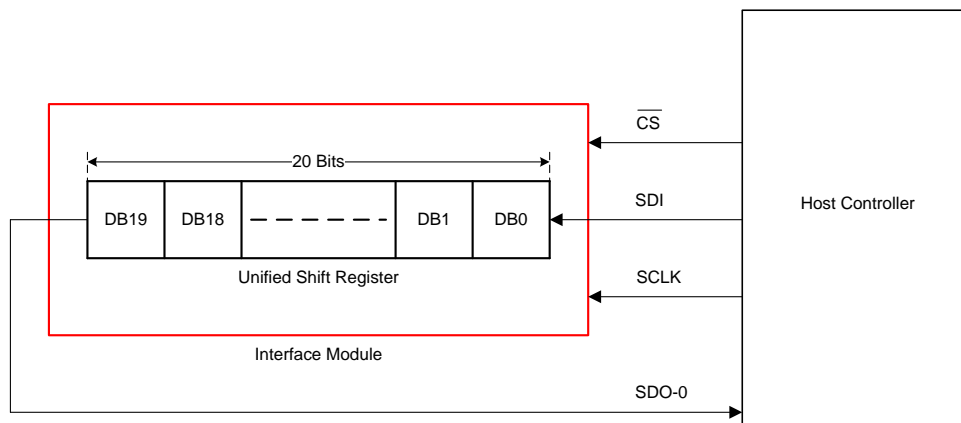 CS
20 Bits
SDI
DB19 DB18 DB1 DB0
Host Controller
Unified Shift Register
SCLK
Interface Module
SDO-0